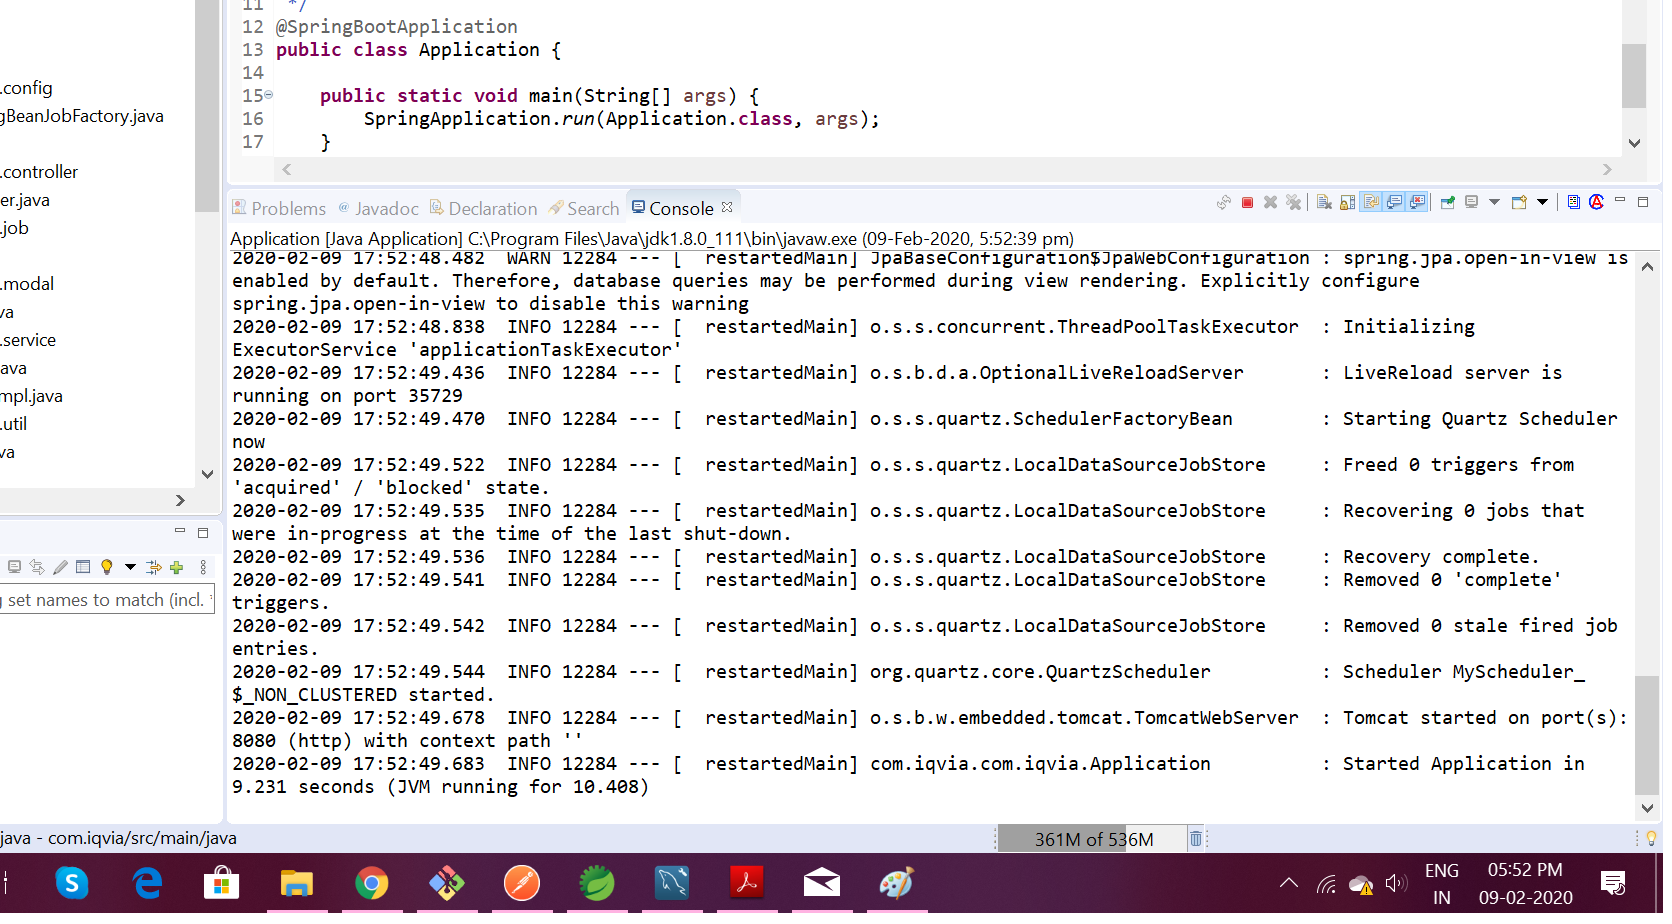 11 */
12 @SpringBootApplication
13 public class Application {
14
15 public static void main(String[] args) {
16 SpringApplication.run(Application.class, args);
17 }
.config
gBeanJobFactory.java
.controller
er.java
.job
.modal
va
.service
ava
mpl.java
.util
va
set names to match (incl.
Problems @ Javadoc Declaration Search Console
Application [Java Application] C:\Program Files\Java\jdk1.8.0_111\bin\javaw.exe (09-Feb-2020, 5:52:39 pm)
2020-02-09 17:52:48.482 WARN 12284 --- [ restartedMain] JpaBaseConfiguration$JpaWebConfiguration : spring.jpa.open-in-view is
enabled by default. Therefore, database queries may be performed during view rendering. Explicitly configure
spring.jpa.open-in-view to disable this warning
2020-02-09 17:52:48.838 INFO 12284 --- [ restartedMain] o.s.s.concurrent.ThreadPoolTaskExecutor : Initializing
ExecutorService 'applicationTaskExecutor'
2020-02-09 17:52:49.436 INFO 12284 --- [ restartedMain] o.s.b.d.a.OptionalLiveReloadServer : LiveReload server is
running on port 35729
2020-02-09 17:52:49.470 INFO 12284 --- [ restartedMain] o.s.s.quartz.SchedulerFactoryBean : Starting Quartz Scheduler
now
2020-02-09 17:52:49.522 INFO 12284 --- [ restartedMain] o.s.s.quartz.LocalDataSourceJobStore : Freed 0 triggers from
'acquired' / 'blocked' state.
2020-02-09 17:52:49.535 INFO 12284 --- [ restartedMain] o.s.s.quartz.LocalDataSourceJobStore : Recovering 0 jobs that
were in-progress at the time of the last shut-down.
2020-02-09 17:52:49.536 INFO 12284 --- [ restartedMain] o.s.s.quartz.LocalDataSourceJobStore : Recovery complete.
2020-02-09 17:52:49.541 INFO 12284 --- [ restartedMain] o.s.s.quartz.LocalDataSourceJobStore : Removed 0 'complete'
triggers.
2020-02-09 17:52:49.542 INFO 12284 --- [ restartedMain] o.s.s.quartz.LocalDataSourceJobStore : Removed 0 stale fired job
entries.
2020-02-09 17:52:49.544 INFO 12284 --- [ restartedMain] org.quartz.core.QuartzScheduler : Scheduler MyScheduler_
$_NON_CLUSTERED started.
2020-02-09 17:52:49.678 INFO 12284 --- [ restartedMain] o.s.b.w.embedded.tomcat.TomcatWebServer : Tomcat started on port(s):
8080 (http) with context path ''
2020-02-09 17:52:49.683 INFO 12284 --- [ restartedMain] com.iqvia.com.iqvia.Application : Started Application in
9.231 seconds (JVM running for 10.408)
java - com.iqvia/src/main/java
361M of 536M
ENG
IN
05:52 PM
09-02-2020